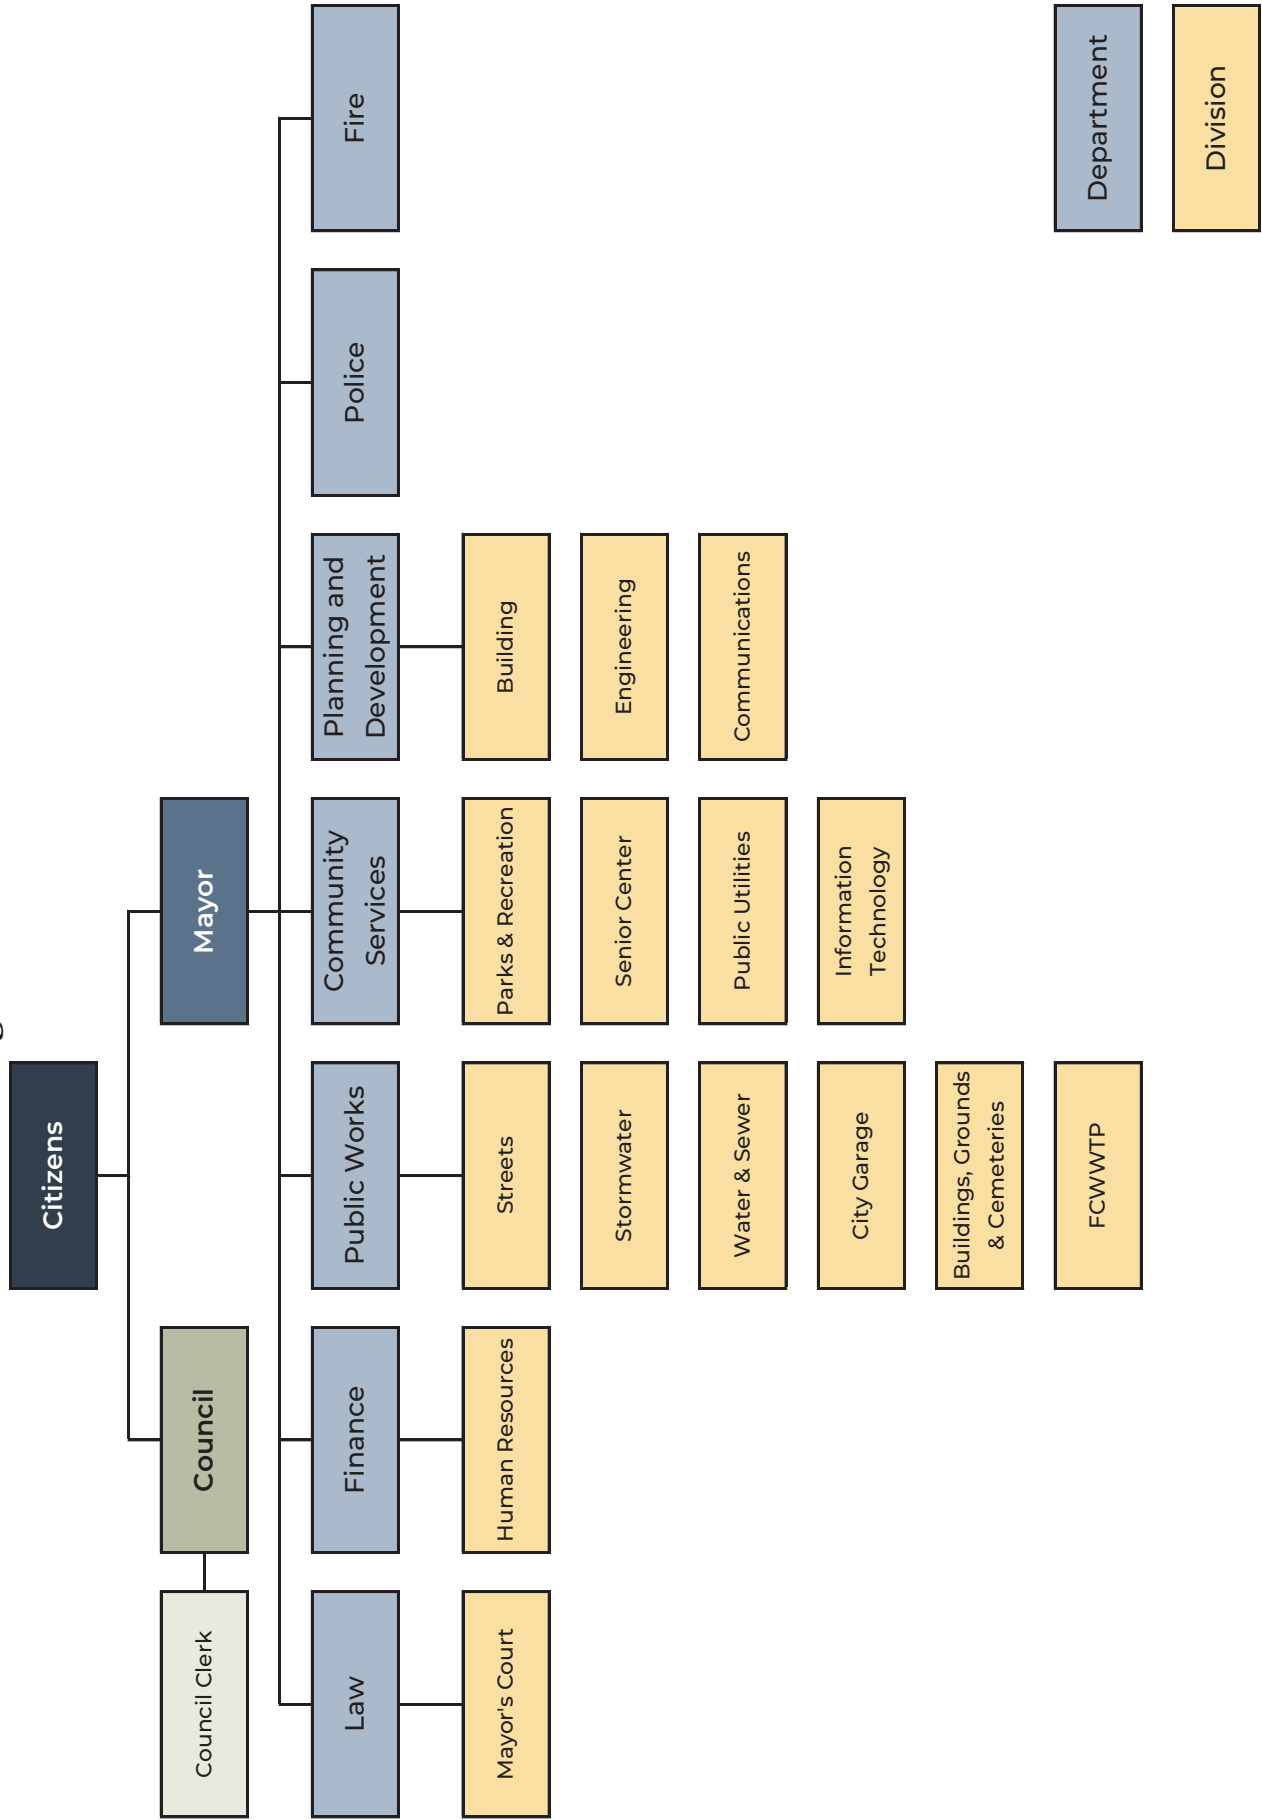 Citizens
Council Clerk
Council
Mayor
Law
Finance
Public Works
Community
Services
Planning and
Development
Police
Fire
Mayor's Court
Human Resources
Streets
Parks & Recreation
Building
Stormwater
Senior Center
Engineering
Water & Sewer
Public Utilities
Communications
City Garage
Information
Technology
Buildings, Grounds
& Cemeteries
FCWWTP
Department
Division